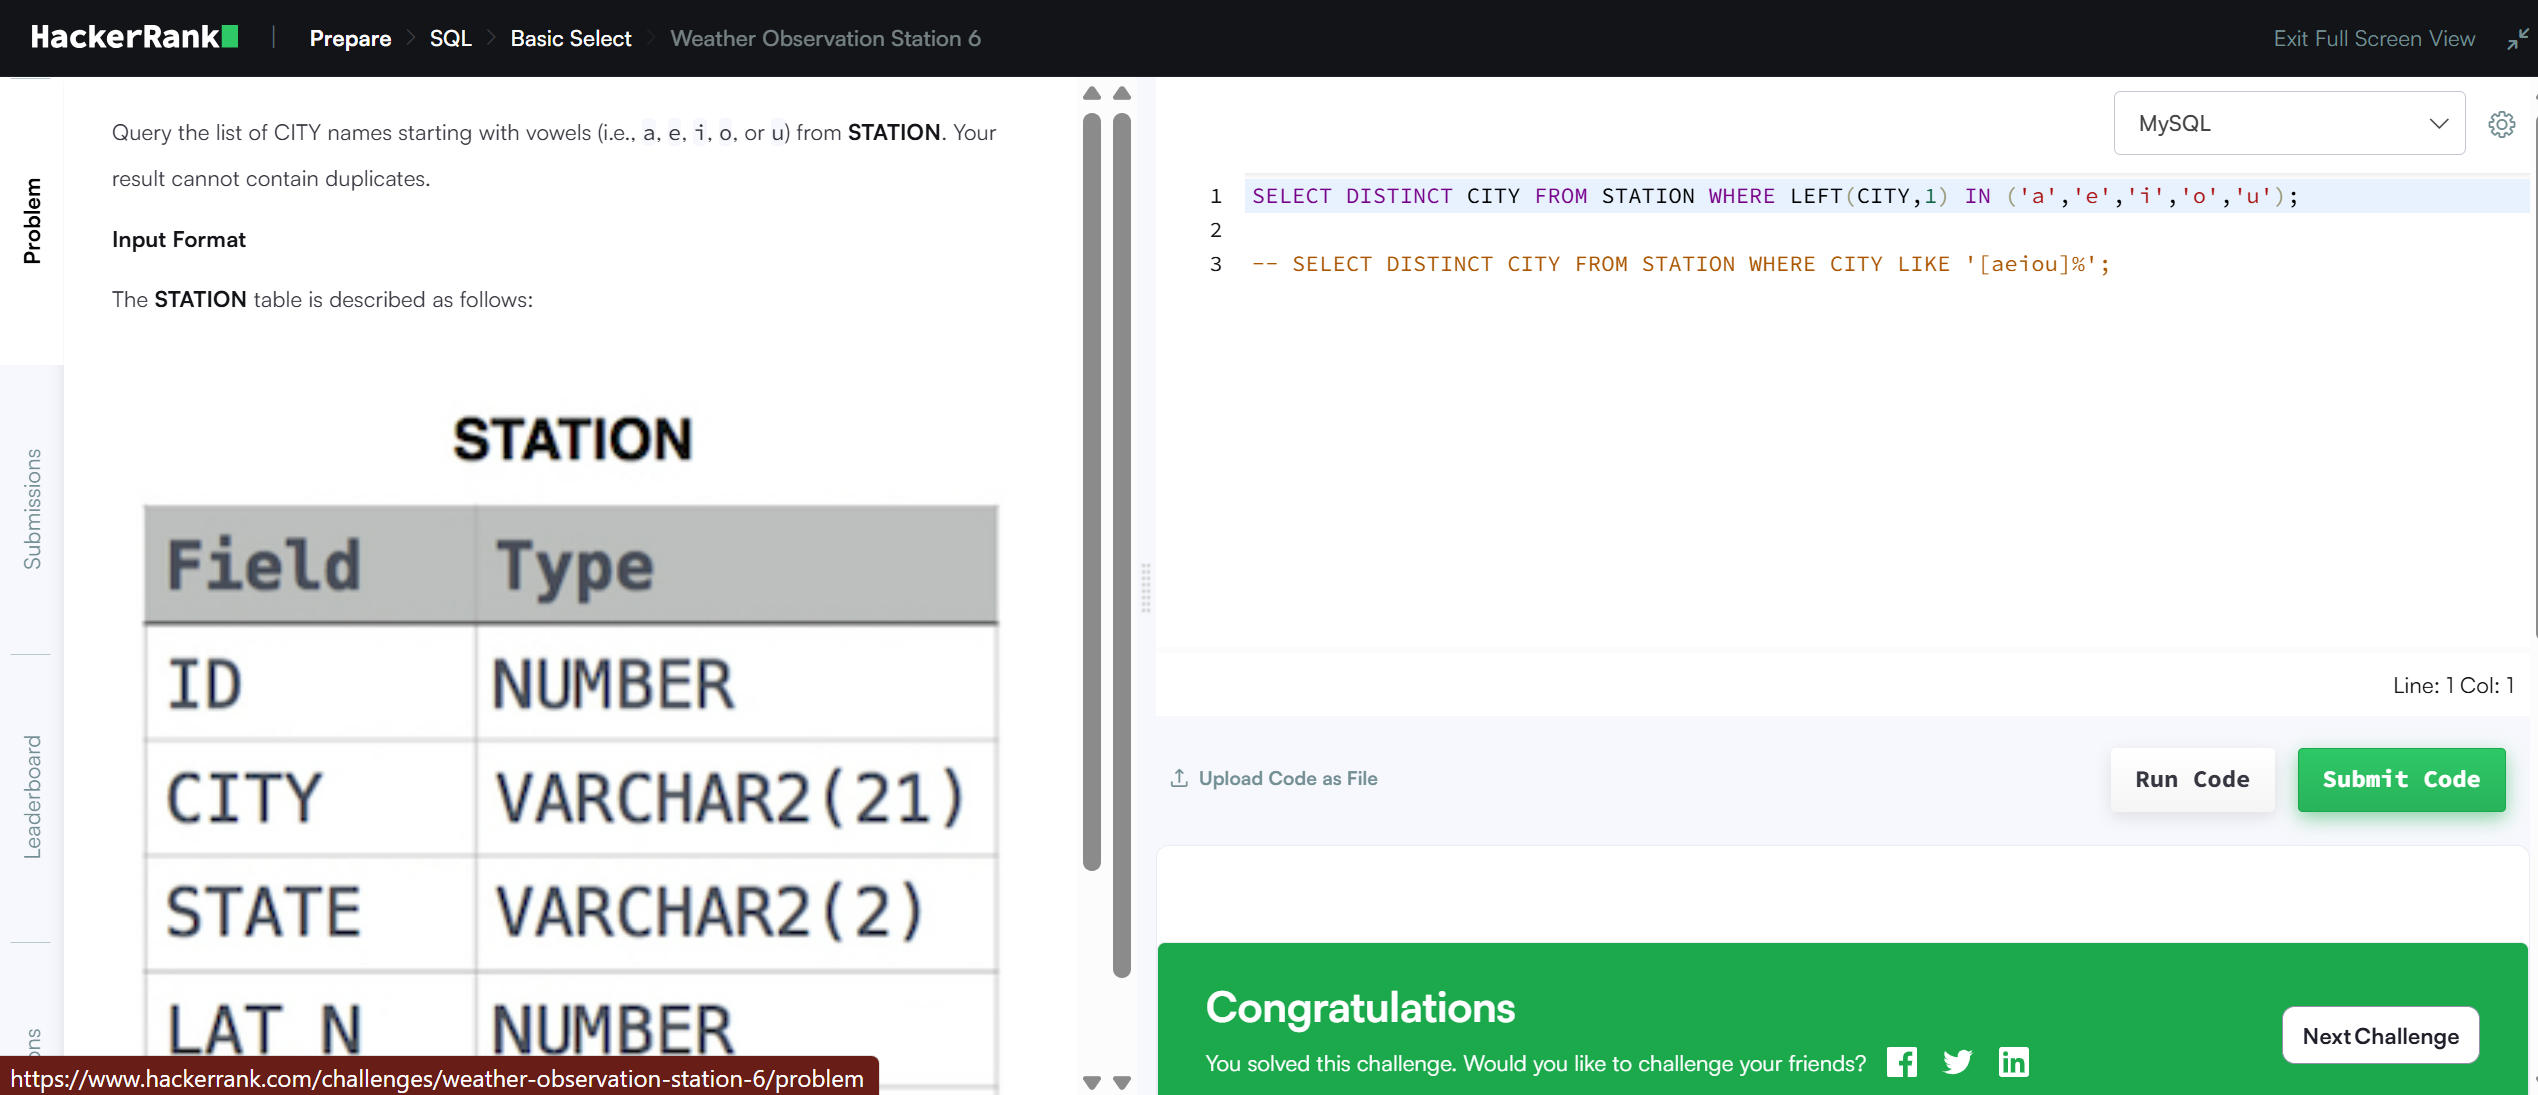 HackerRank
Prepare > SQL > Basic Select > Weather Observation Station 6
Exit Full Screen View
Problem
Submissions
Leaderboard
ons
Query the list of CITY names starting with vowels (i.e., a, e, i, o, or u) from STATION. Your
result cannot contain duplicates.
Input Format
The STATION table is described as follows:
STATION
Field Type
ID NUMBER
CITY VARCHAR2(21)
STATE VARCHAR2(2)
LAT_N NUMBER
https://www.hackerrank.com/challenges/weather-observation-station-6/problem
MySQL
1 SELECT DISTINCT CITY FROM STATION WHERE LEFT(CITY,1) IN ('a','e','i','o','u');
2
3 -- SELECT DISTINCT CITY FROM STATION WHERE CITY LIKE '[aeiou]%';
Line: 1 Col: 1
Upload Code as File
Run Code
Submit Code
Congratulations
You solved this challenge. Would you like to challenge your friends?
Next Challenge